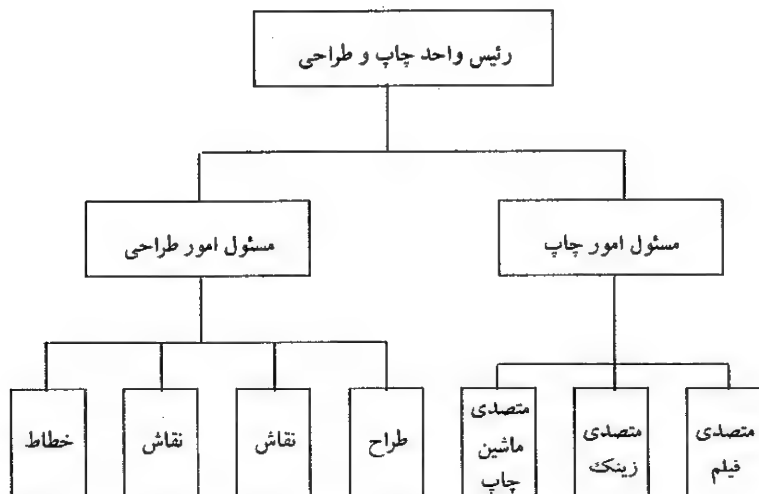 رئیس واحد چاپ و طراحی
مسئول امور چاپ
مسئول امور طراحی
متصدی
فیلم
متصدی
زینک
متصدی
ماشین
چاپ
طراح
نقاش
نقاش
خطاط